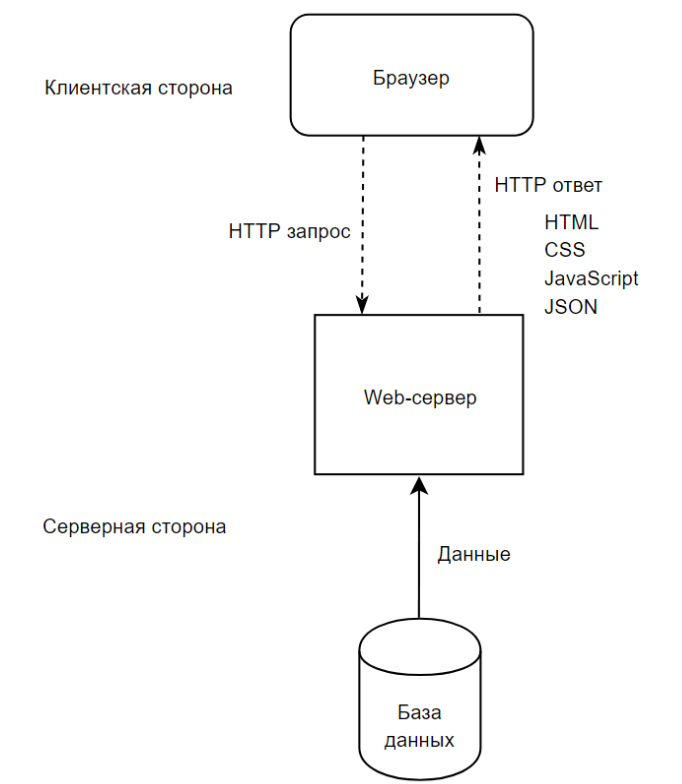 Браузер
Клиентская сторона
HTTP ответ
HTTP запрос
HTML
CSS
JavaScript
JSON
Web-сервер
Серверная сторона
Данные
База
данных